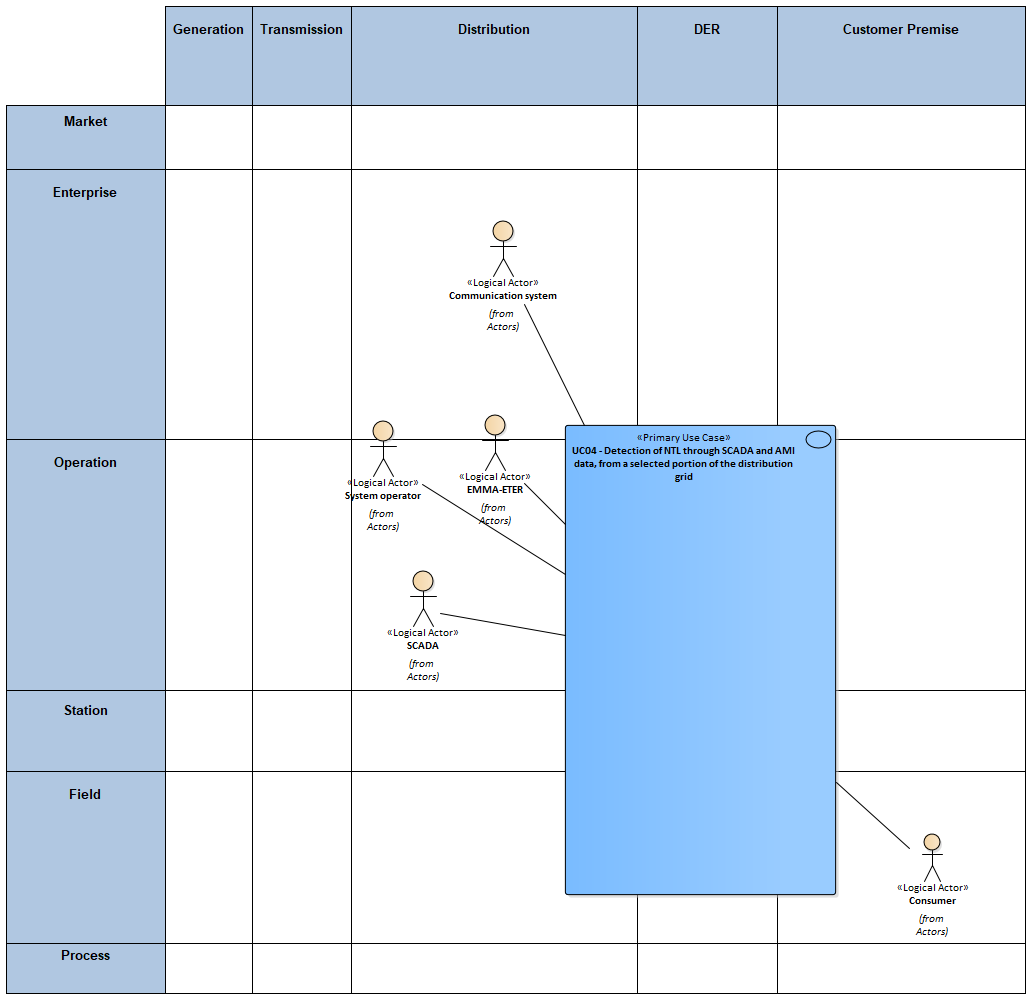 Generation
Transmission
Distribution
DER
Customer Premise
Market
Enterprise
«Logical Actor»
Communication system
(from
Actors)
Operation
«Logical Actor»
System operator
(from
Actors)
«Logical Actor»
EMMA-ETER
(from
Actors)
«Primary Use Case»
UC04 - Detection of NTL through SCADA and AMI
data, from a selected portion of the distribution
grid
«Logical Actor»
SCADA
(from
Actors)
Station
Field
«Logical Actor»
Consumer
(from
Actors)
Process